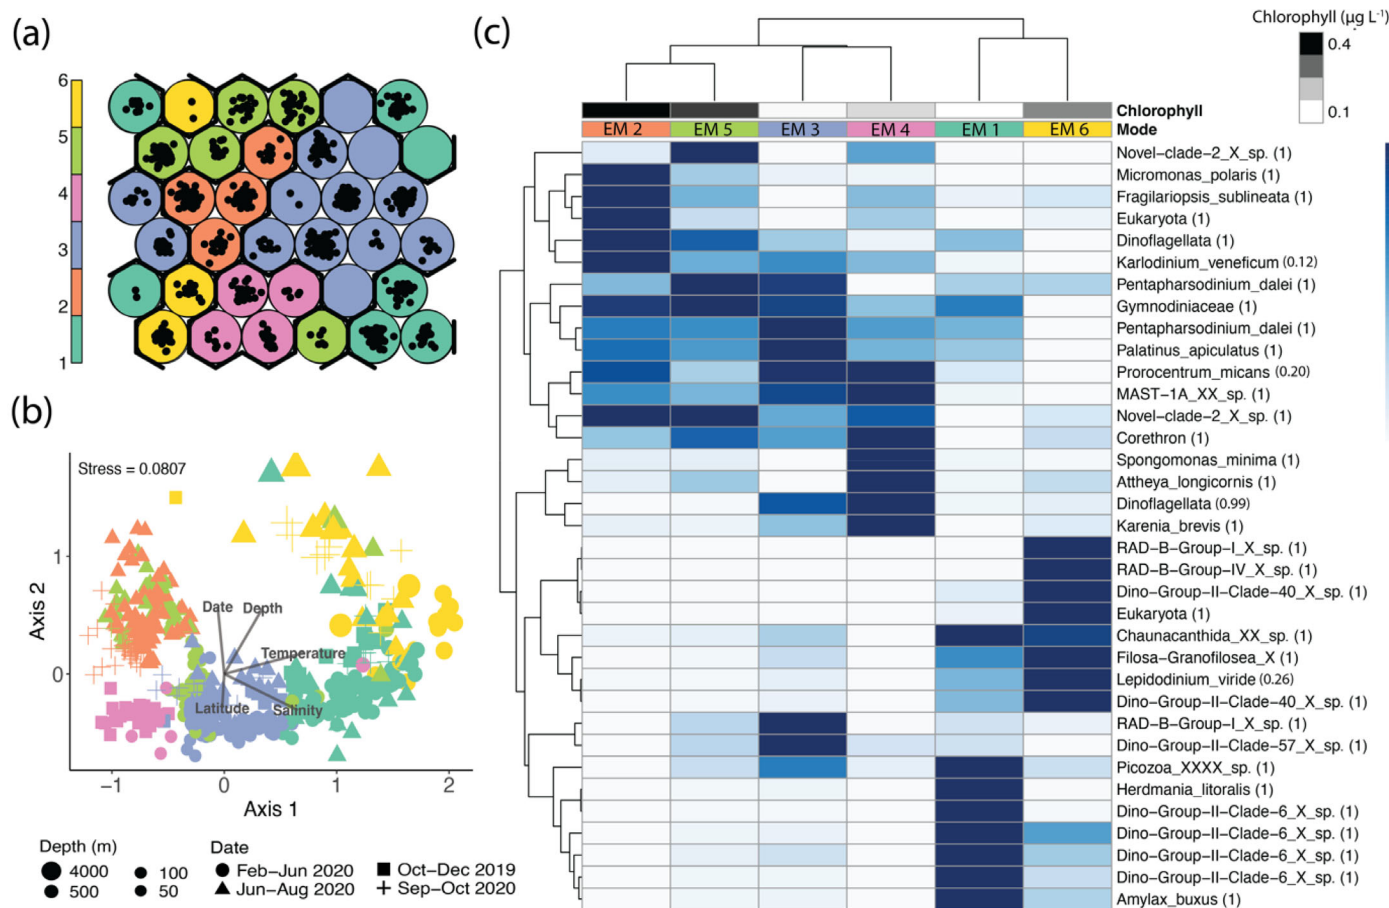 (a)
6
5
4
3
2
1
(b)
Stress = 0.0807
Axis 2
1
0
Date
Depth
Temperature
Latitude
Salinity
−1
0
1
2
Axis 1
Depth (m)
4000
100
500
50
Date
Feb−Jun 2020
Oct−Dec 2019
Jun−Aug 2020
Sep−Oct 2020
(c)
Chlorophyll (µg L-1)
0.4
0.1
Chlorophyll
EM 2 EM 5 EM 3 EM 4 EM 1 EM 6 Mode
Novel−clade−2_X_sp. (1)
Micromonas_polaris (1)
Fragilariopsis_sublineata (1)
Eukaryota (1)
Dinoflagellata (1)
Karlodinium_veneficum (0.12)
Pentapharsodinium_dalei (1)
Gymnodiniaceae (1)
Pentapharsodinium_dalei (1)
Palatinus_apiculatus (1)
Prorocentrum_micans (0.20)
MAST−1A_XX_sp. (1)
Novel−clade−2_X_sp. (1)
Corethron (1)
Spongomonas_minima (1)
Attheya_longicornis (1)
Dinoflagellata (0.99)
Karenia_brevis (1)
RAD−B−Group−I_X_sp. (1)
RAD−B−Group−IV_X_sp. (1)
Dino−Group−II−Clade−40_X_sp. (1)
Eukaryota (1)
Chaunacanthida_XX_sp. (1)
Filosa−Granofilosea_X (1)
Lepidodinium_viride (0.26)
Dino−Group−II−Clade−40_X_sp. (1)
RAD−B−Group−I_X_sp. (1)
Dino−Group−II−Clade−57_X_sp. (1)
Picozoa_XXXX_sp. (1)
Herdmania_litoralis (1)
Dino−Group−II−Clade−6_X_sp. (1)
Dino−Group−II−Clade−6_X_sp. (1)
Dino−Group−II−Clade−6_X_sp. (1)
Dino−Group−II−Clade−6_X_sp. (1)
Amylax_buxus (1)